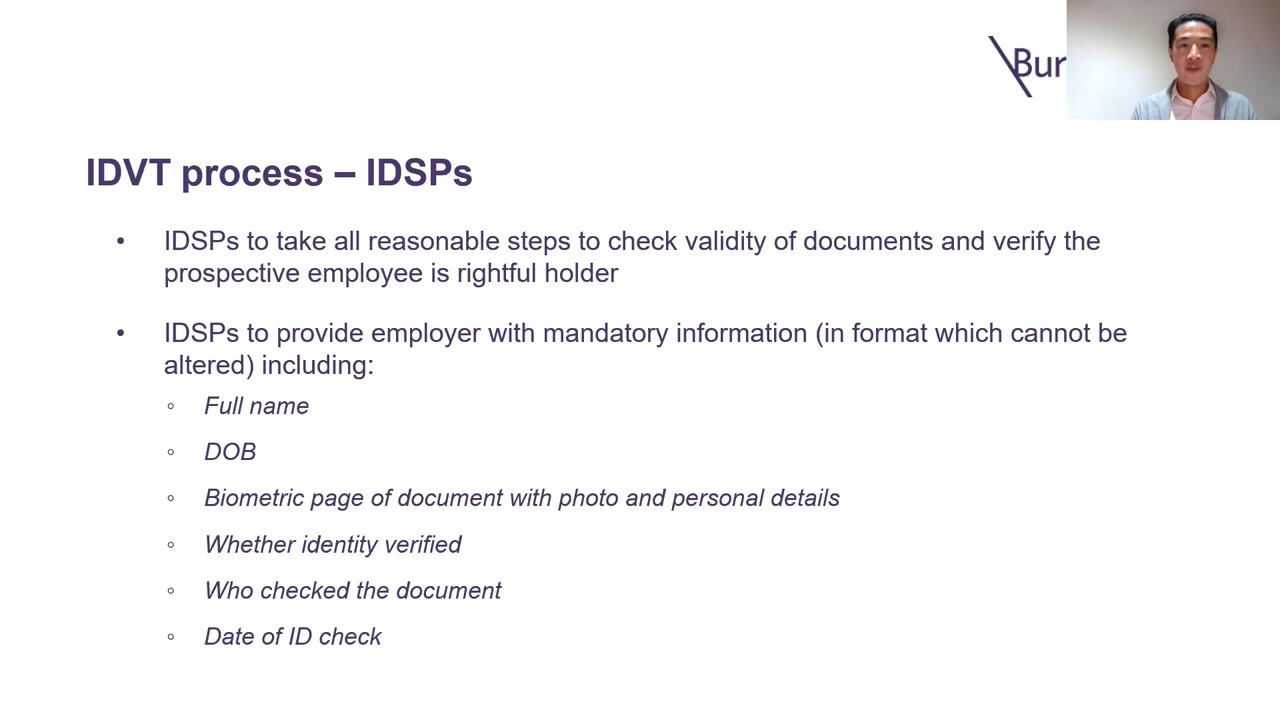 Bur
IDVT process – IDSPs
• IDSPs to take all reasonable steps to check validity of documents and verify the
prospective employee is rightful holder
• IDSPs to provide employer with mandatory information (in format which cannot be
altered) including:
◦ Full name
◦ DOB
◦ Biometric page of document with photo and personal details
◦ Whether identity verified
◦ Who checked the document
◦ Date of ID check